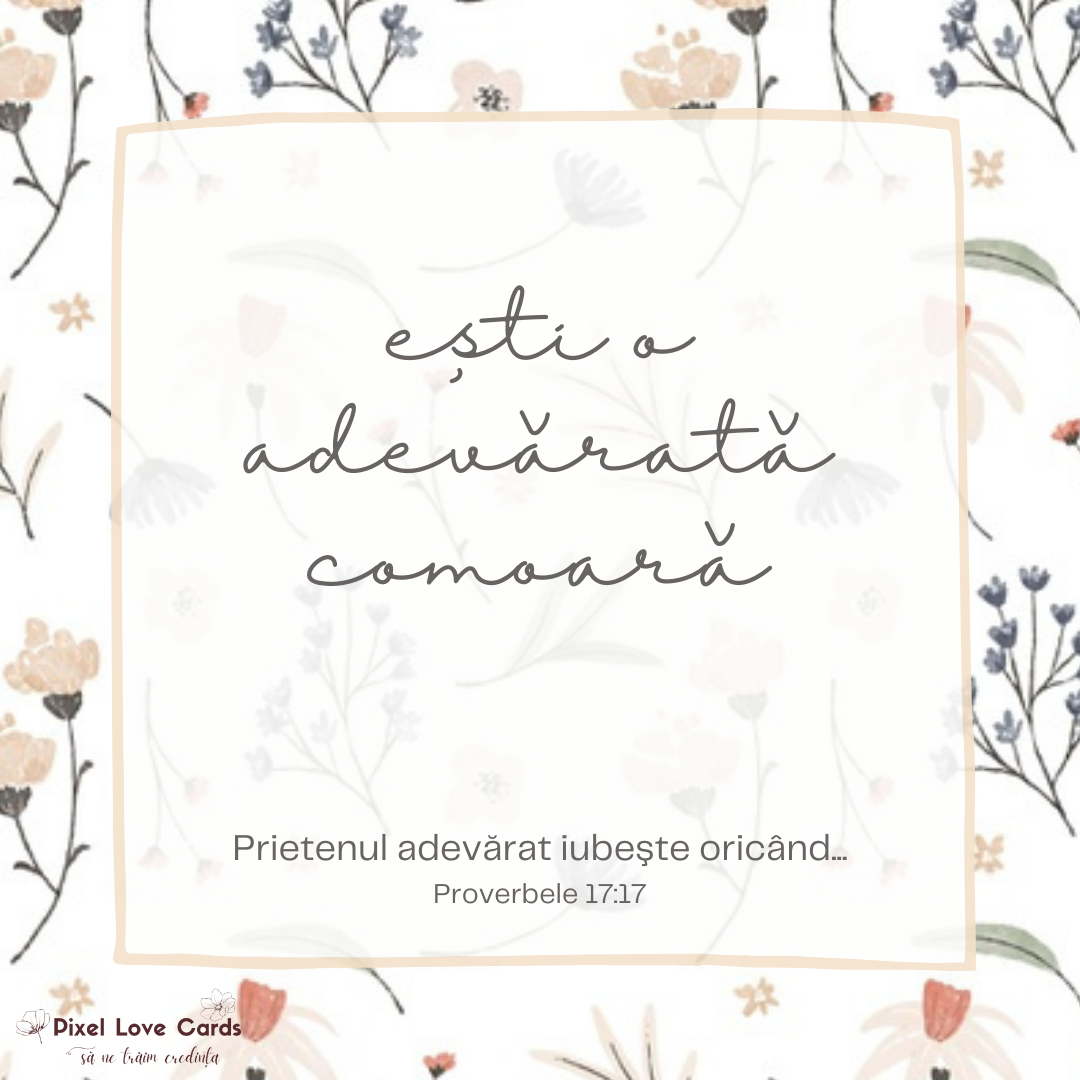 ești o
adevărată
comoară
Prietenul adevărat iubeşte oricând...
Proverbele 17:17
Pixel Love Cards
să ne trăim credința